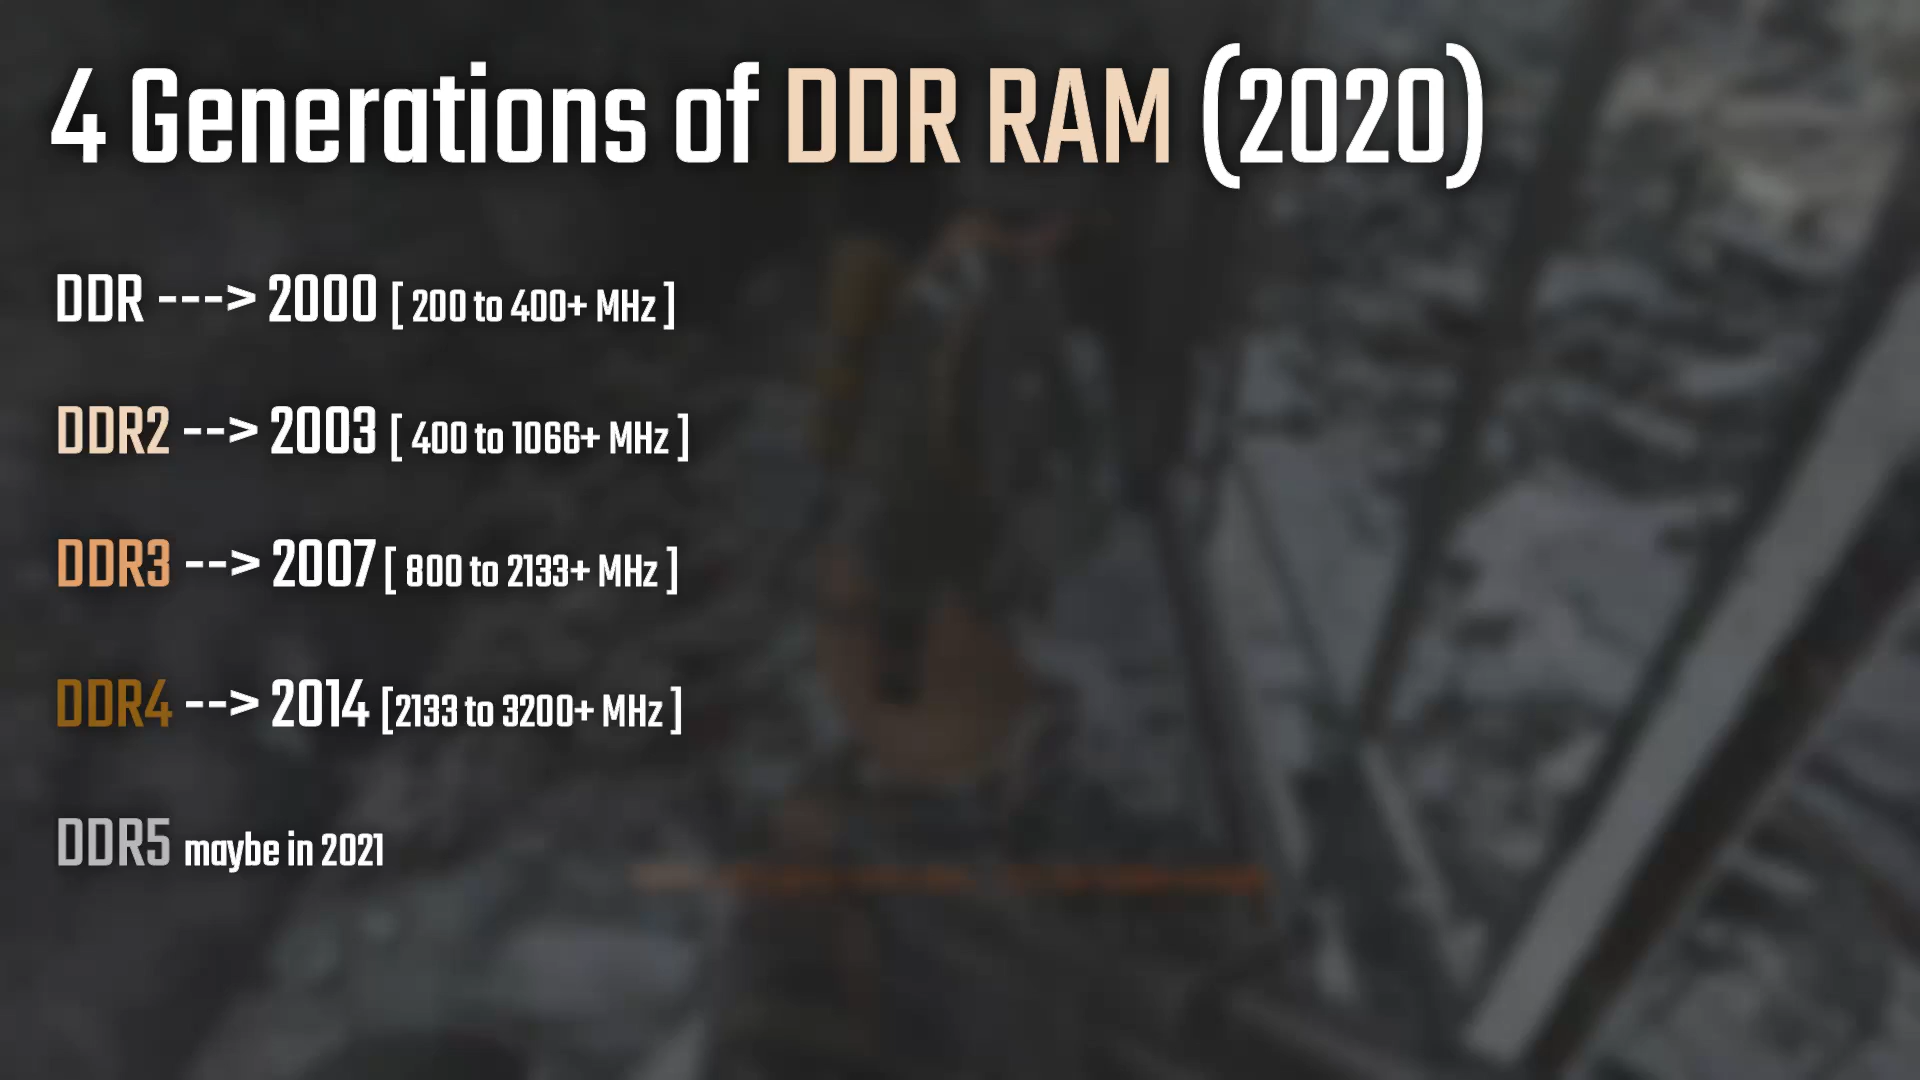 4 Generations of DDR RAM (2020)
DDR ---> 2000 [ 200 to 400+ MHz ]
DDR2 --> 2003 [ 400 to 1066+ MHz ]
DDR3 --> 2007 [ 800 to 2133+ MHz ]
DDR4 --> 2014 [2133 to 3200+ MHz ]
DDR5 maybe in 2021